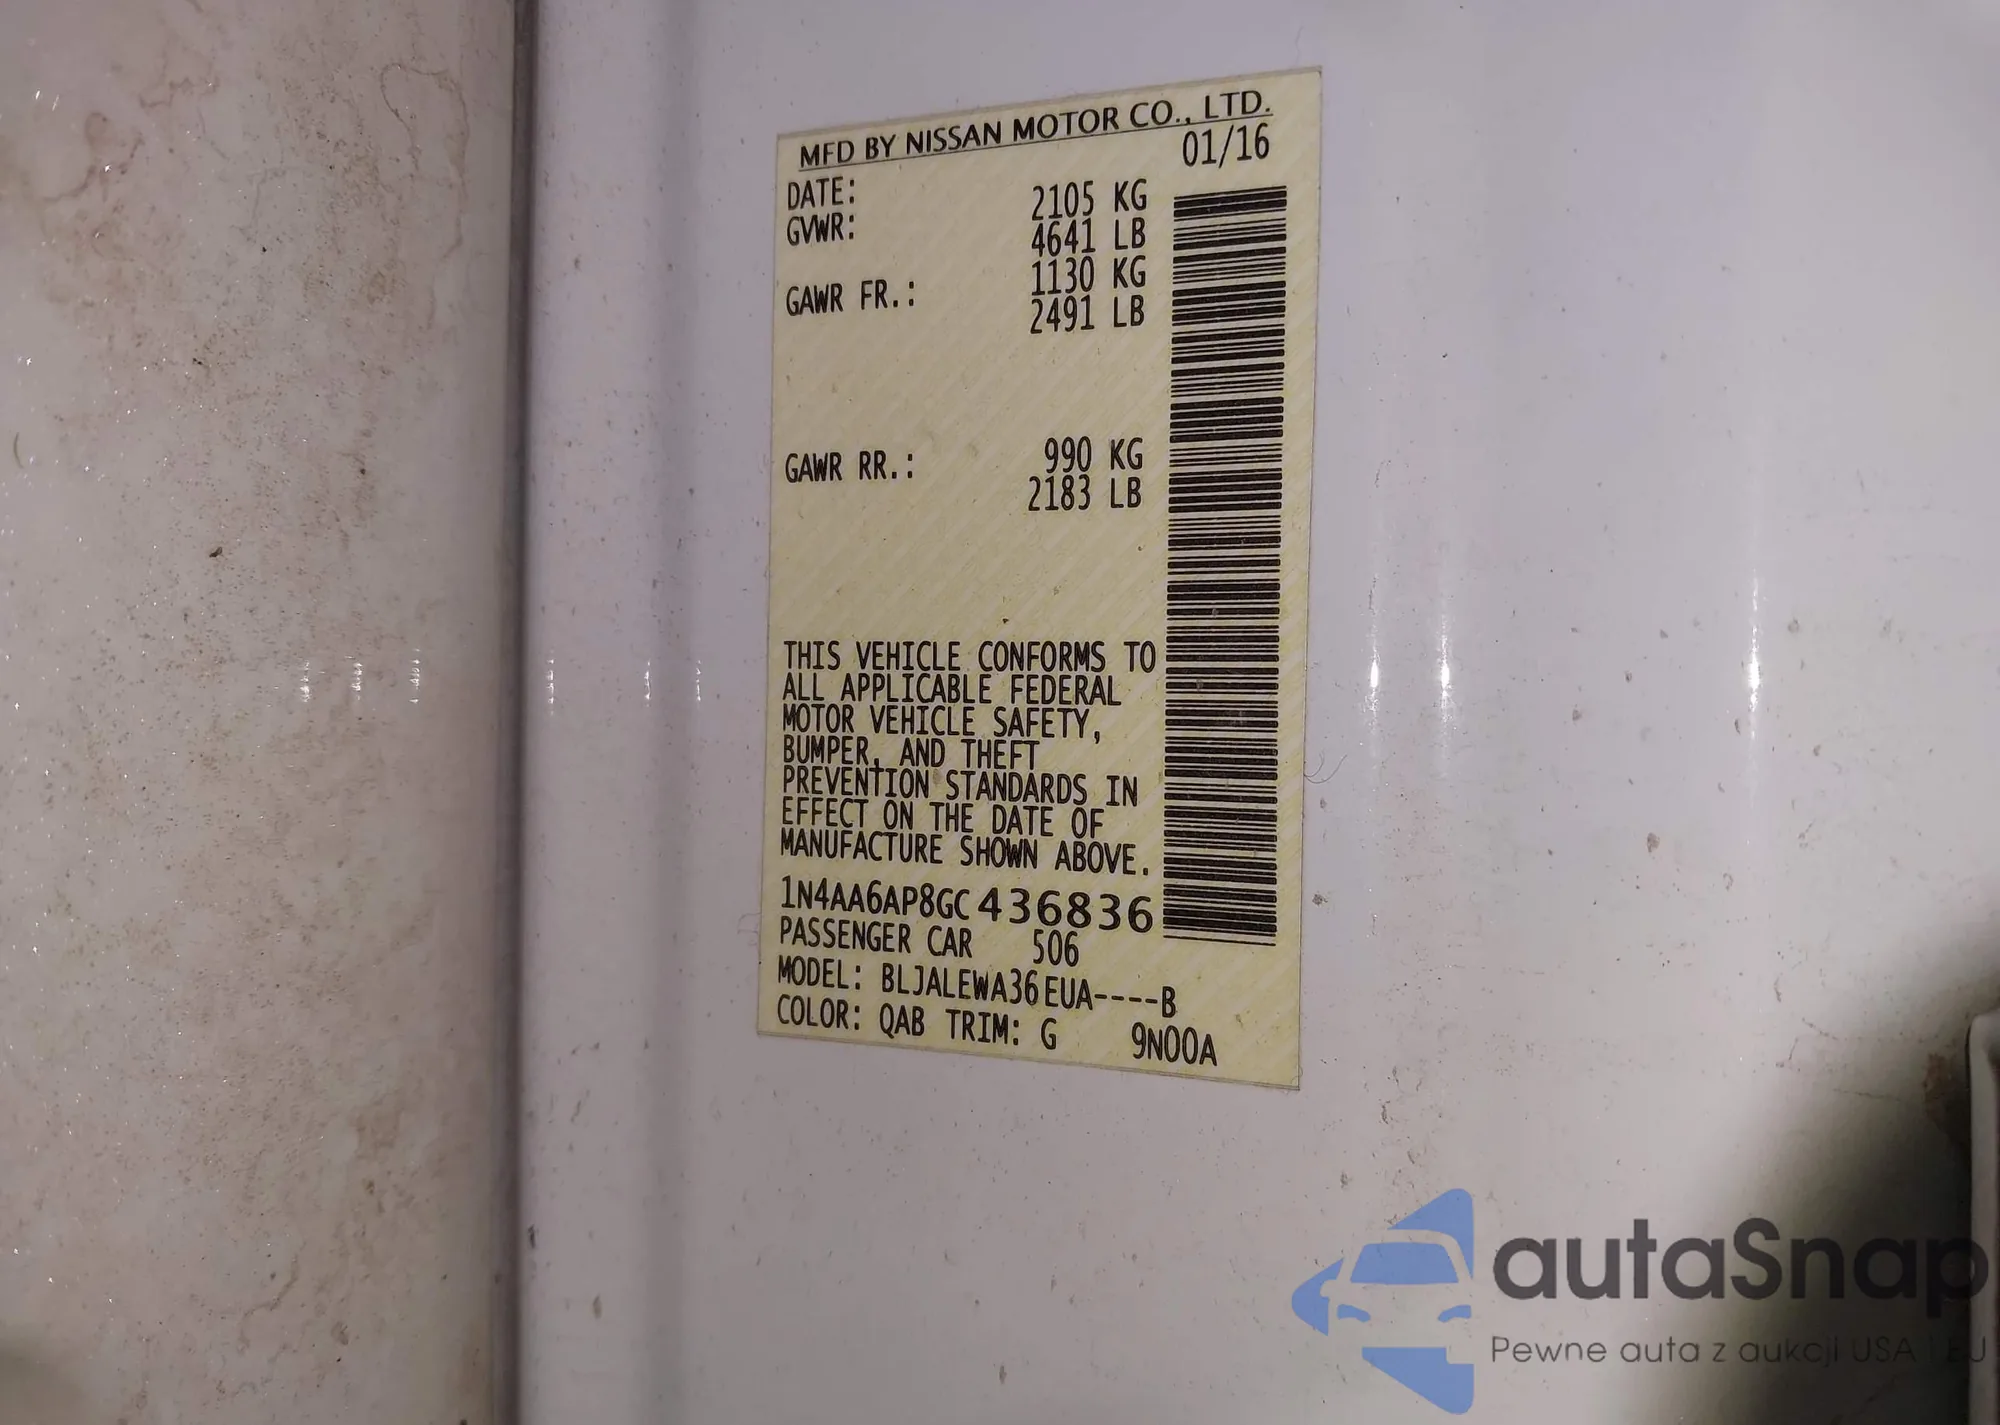 MFD BY NISSAN MOTOR CO., LTD.
DATE: 01/16
GVWR: 2105 KG
4641 LB
GAWR FR.: 1130 KG
2491 LB
GAWR RR.: 990 KG
2183 LB
THIS VEHICLE CONFORMS TO
ALL APPLICABLE FEDERAL
MOTOR VEHICLE SAFETY,
BUMPER, AND THEFT
PREVENTION STANDARDS IN
EFFECT ON THE DATE OF
MANUFACTURE SHOWN ABOVE.
1N4AA6AP8GC436836
PASSENGER CAR 506
MODEL: BLJALEWA36EUA----B
COLOR: QAB TRIM: G 9N00A
autaSnap
Pewne auta z aukcji USA i EU